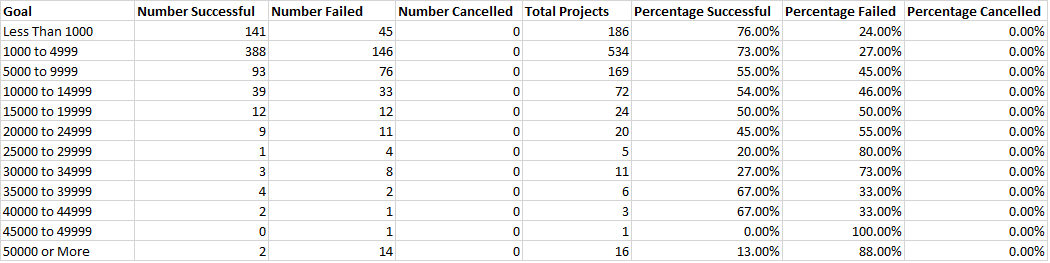 Goal Number Successful Number Failed Number Cancelled Total Projects Percentage Successful Percentage Failed Percentage Cancelled
Less Than 1000 141 45 0 186 76.00% 24.00% 0.00%
1000 to 4999 388 146 0 534 73.00% 27.00% 0.00%
5000 to 9999 93 76 0 169 55.00% 45.00% 0.00%
10000 to 14999 39 33 0 72 54.00% 46.00% 0.00%
15000 to 19999 12 12 0 24 50.00% 50.00% 0.00%
20000 to 24999 9 11 0 20 45.00% 55.00% 0.00%
25000 to 29999 1 4 0 5 20.00% 80.00% 0.00%
30000 to 34999 3 8 0 11 27.00% 73.00% 0.00%
35000 to 39999 4 2 0 6 67.00% 33.00% 0.00%
40000 to 44999 2 1 0 3 67.00% 33.00% 0.00%
45000 to 49999 0 1 0 1 0.00% 100.00% 0.00%
50000 or More 2 14 0 16 13.00% 88.00% 0.00%